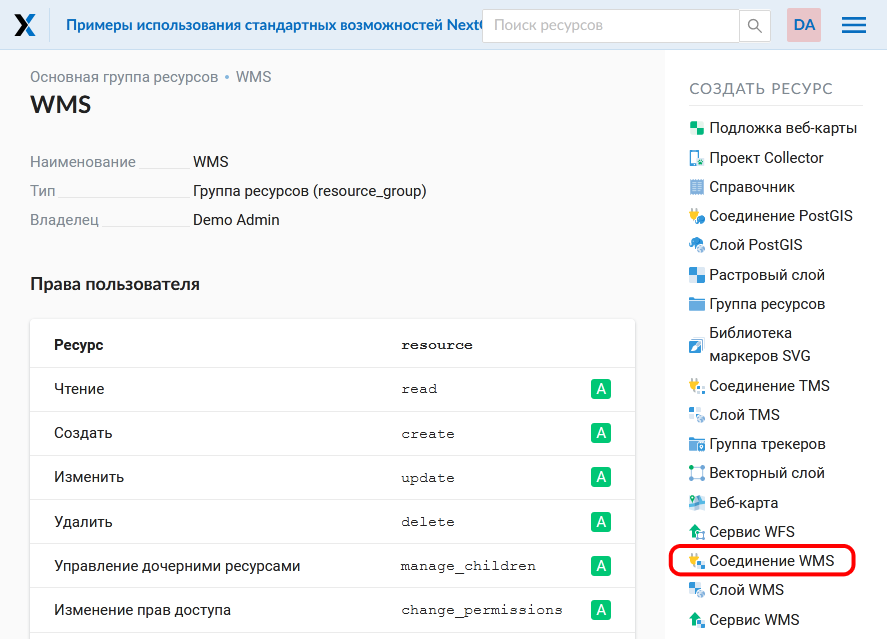 Примеры использования стандартных возможностей Next
Поиск ресурсов
DA
Основная группа ресурсов • WMS
WMS
Наименование WMS
Тип Группа ресурсов (resource_group)
Владелец Demo Admin
Права пользователя
Ресурс resource
Чтение read A
Создать create A
Изменить update A
Удалить delete A
Управление дочерними ресурсами manage_children A
Изменение прав доступа change_permissions A
СОЗДАТЬ РЕСУРС
Подложка веб-карты
Проект Collector
Справочник
Соединение PostGIS
Слой PostGIS
Растровый слой
Группа ресурсов
Библиотека
маркеров SVG
Соединение TMS
Слой TMS
Группа трекеров
Векторный слой
Веб-карта
Сервис WFS
Соединение WMS
Слой WMS
Сервис WMS